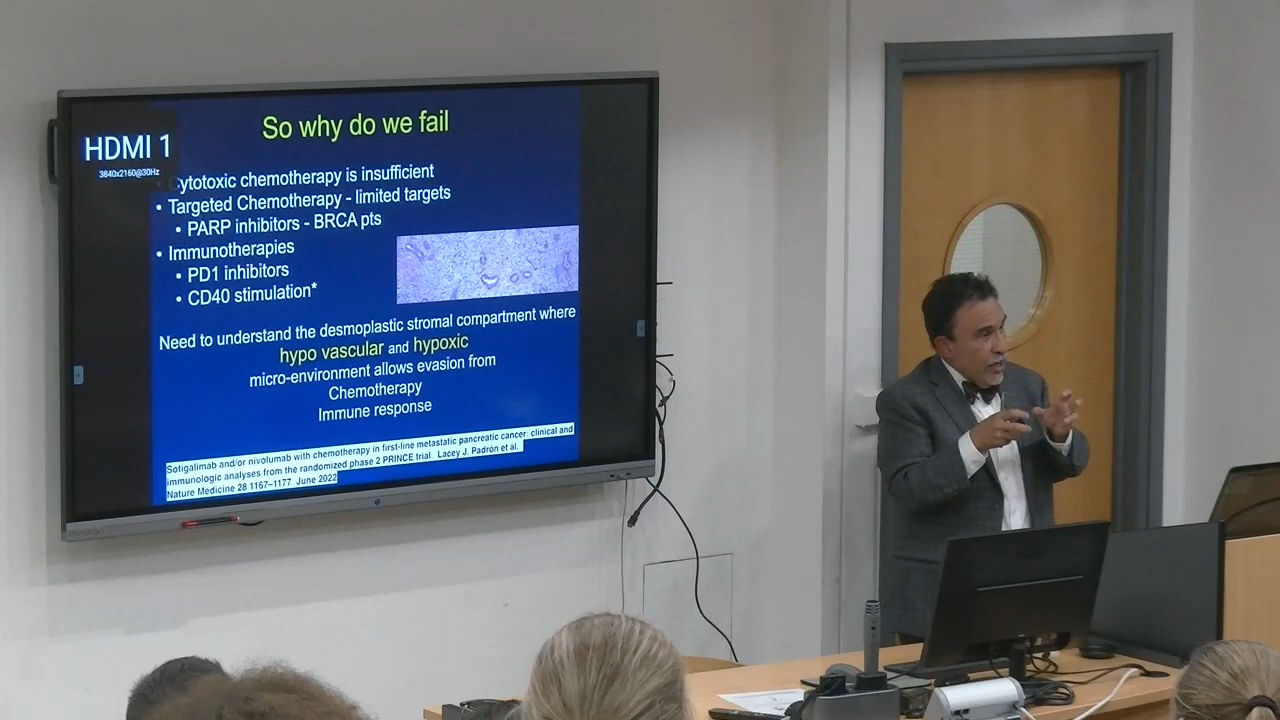 So why do we fail
HDMI 1
3840x2160@30Hz
• Cytotoxic chemotherapy is insufficient
• Targeted Chemotherapy - limited targets
• PARP inhibitors - BRCA pts
• Immunotherapies
• PD1 inhibitors
• CD40 stimulation*
Need to understand the desmoplastic stromal compartment where
hypo vascular and hypoxic
micro-environment allows evasion from
Chemotherapy
Immune response
Sotigalimab and/or nivolumab with chemotherapy in first-line metastatic pancreatic cancer: clinical and
immunologic analyses from the randomized phase 2 PRINCE trial. Lacey J. Padrón et al.
Nature Medicine 28 1167–1177. June 2022